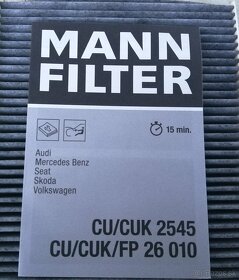 MANN
FILTER
15 min.
Audi
Mercedes Benz
Seat
Skoda
Volkswagen
CU/CUK 2545
CU/CUK/FP 26 010